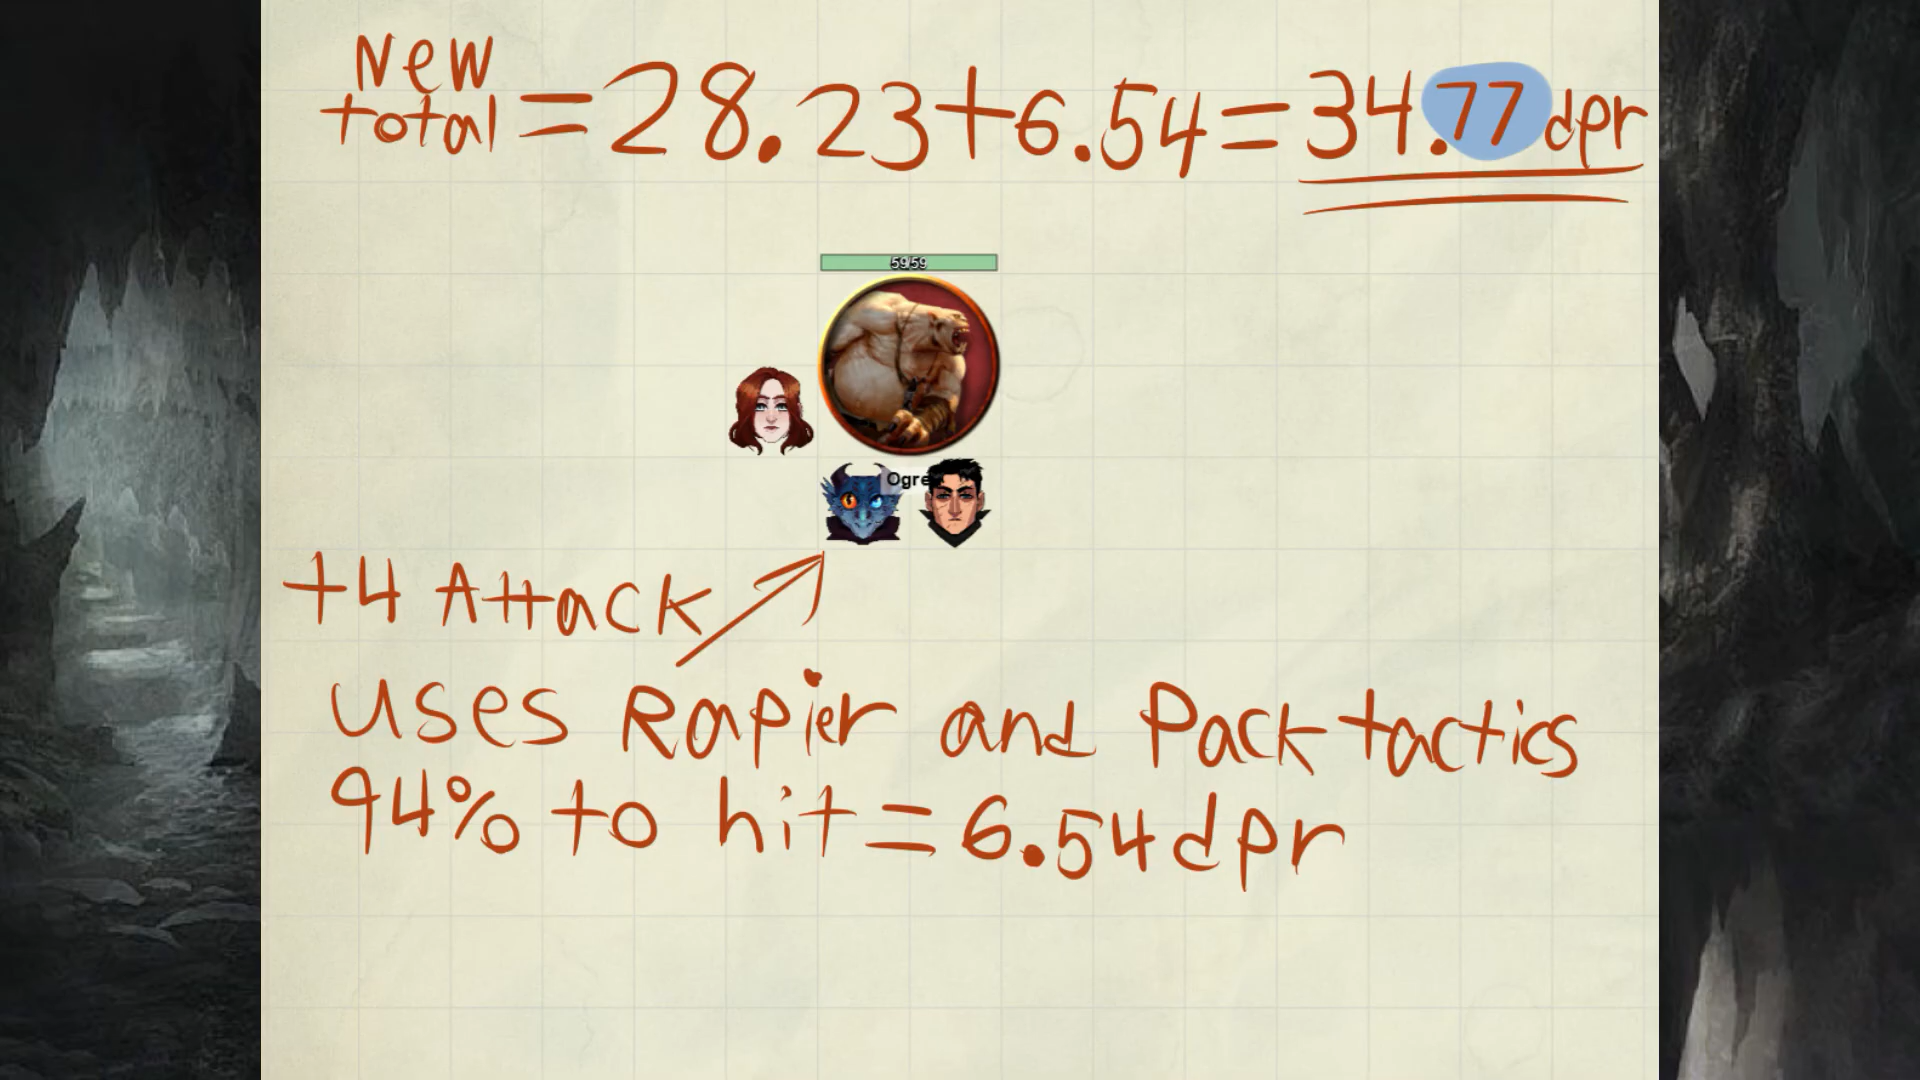 New
total = 28.23+6.54=34.77 dpr
59/59
Ogre
+4 Attack
uses Rapier and Pack tactics
94% to hit = 6.54 dpr